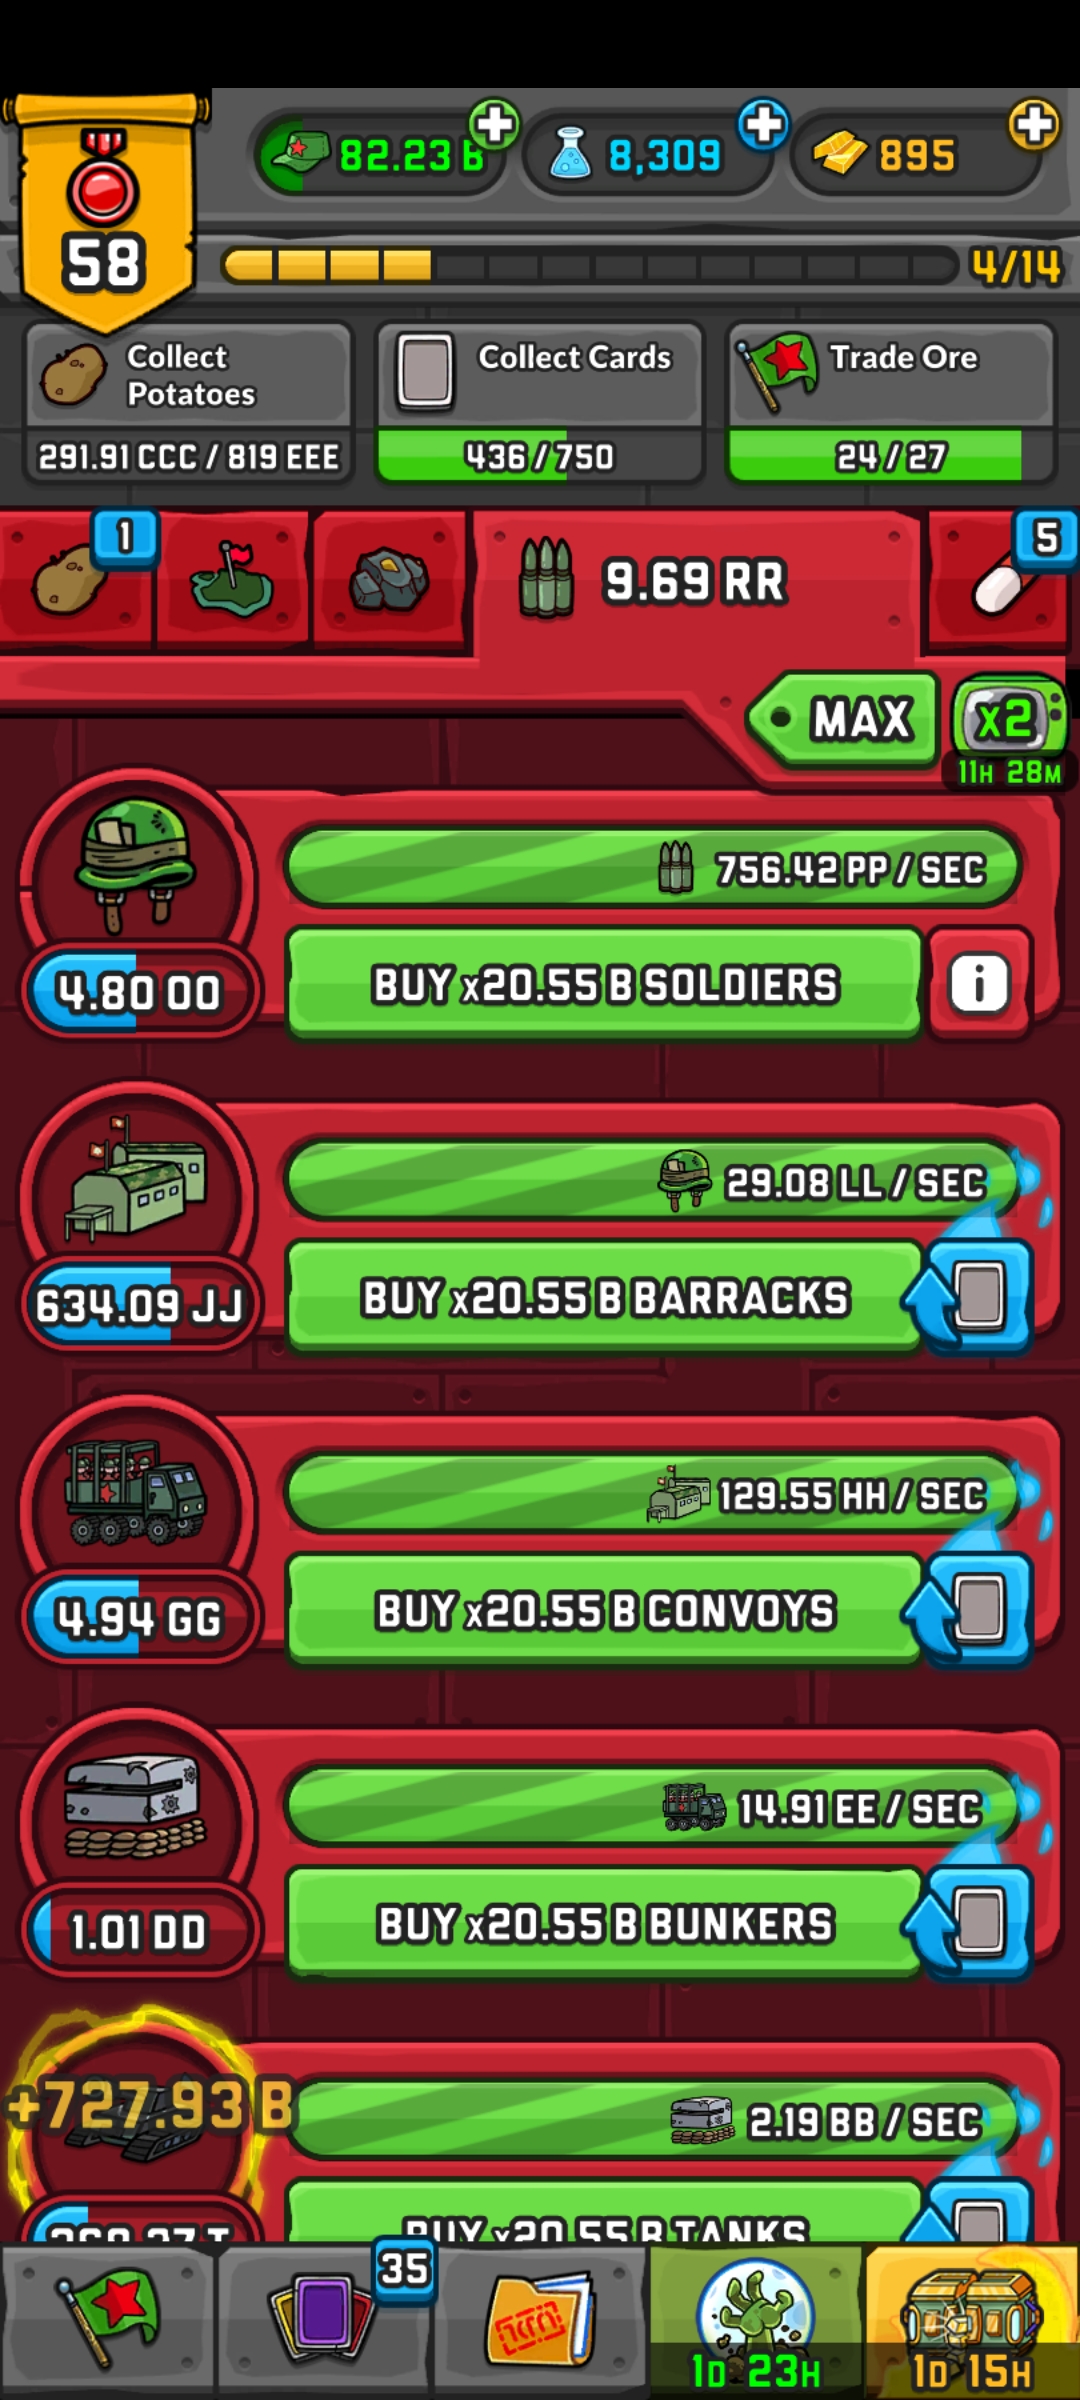 82.23 B
8,309
895
58
4/14
Collect
Potatoes
291.91 CCC / 819 EEE
Collect Cards
436 / 750
Trade Ore
24 / 27
1
9.69 RR
5
MAX
x2
11H 28M
756.42 PP / SEC
4.80 OO
BUY x20.55 B SOLDIERS
i
29.08 LL / SEC
634.09 JJ
BUY x20.55 B BARRACKS
129.55 HH / SEC
4.94 GG
BUY x20.55 B CONVOYS
14.91 EE / SEC
1.01 DD
BUY x20.55 B BUNKERS
+727.93 B
2.19 BB / SEC
BUY x20.55 B TANKS
35
1D 23H
1D 15H